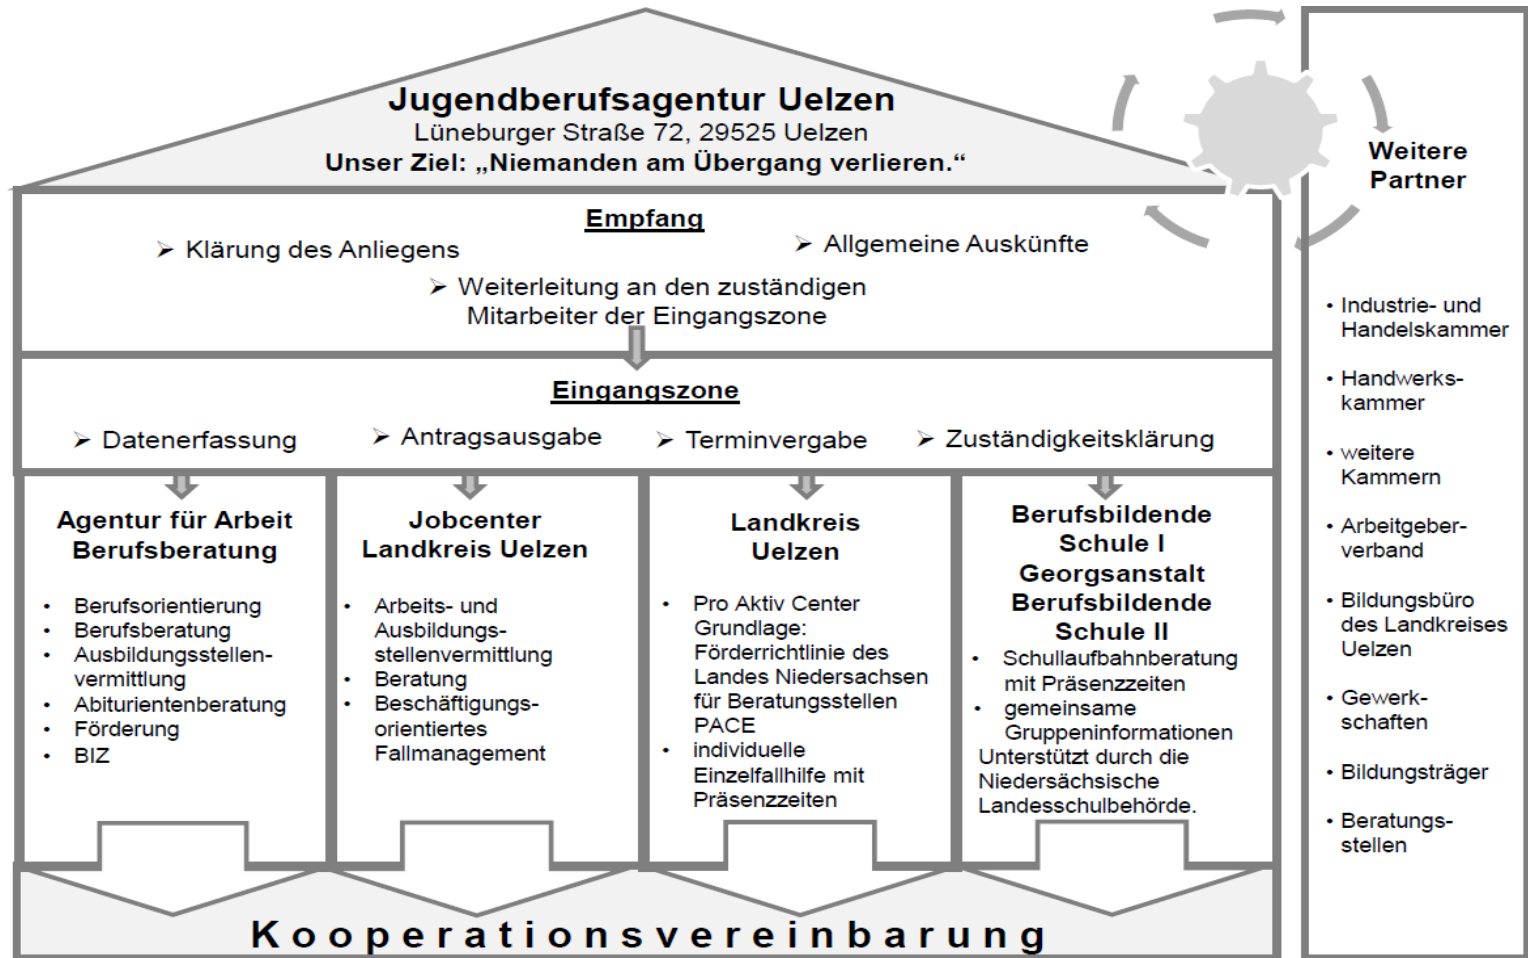 Jugendberufsagentur Uelzen
Lüneburger Straße 72, 29525 Uelzen
Unser Ziel: „Niemanden am Übergang verlieren.“
Empfang
➢ Klärung des Anliegens
➢ Allgemeine Auskünfte
➢ Weiterleitung an den zuständigen
Mitarbeiter der Eingangszone
Eingangszone
➢ Datenerfassung
➢ Antragsausgabe
➢ Terminvergabe
➢ Zuständigkeitsklärung
Agentur für Arbeit
Berufsberatung
• Berufsorientierung
• Berufsberatung
• Ausbildungsstellen-
vermittlung
• Abiturientenberatung
• Förderung
• BIZ
Jobcenter
Landkreis Uelzen
• Arbeits- und
Ausbildungs-
stellenvermittlung
• Beratung
• Beschäftigungs-
orientiertes
Fallmanagement
Landkreis
Uelzen
• Pro Aktiv Center
Grundlage:
Förderrichtlinie des
Landes Niedersachsen
für Beratungsstellen
PACE
• individuelle
Einzelfallhilfe mit
Präsenzzeiten
Berufsbildende
Schule I
Georgsanstalt
Berufsbildende
Schule II
• Schullaufbahnberatung
mit Präsenzzeiten
• gemeinsame
Gruppeninformationen
Unterstützt durch die
Niedersächsische
Landesschulbehörde.
Kooperationsvereinbarung
Weitere
Partner
• Industrie- und
Handelskammer
• Handwerks-
kammer
• weitere
Kammern
• Arbeitgeber-
verband
• Bildungsbüro
des Landkreises
Uelzen
• Gewerk-
schaften
• Bildungsträger
• Beratungs-
stellen